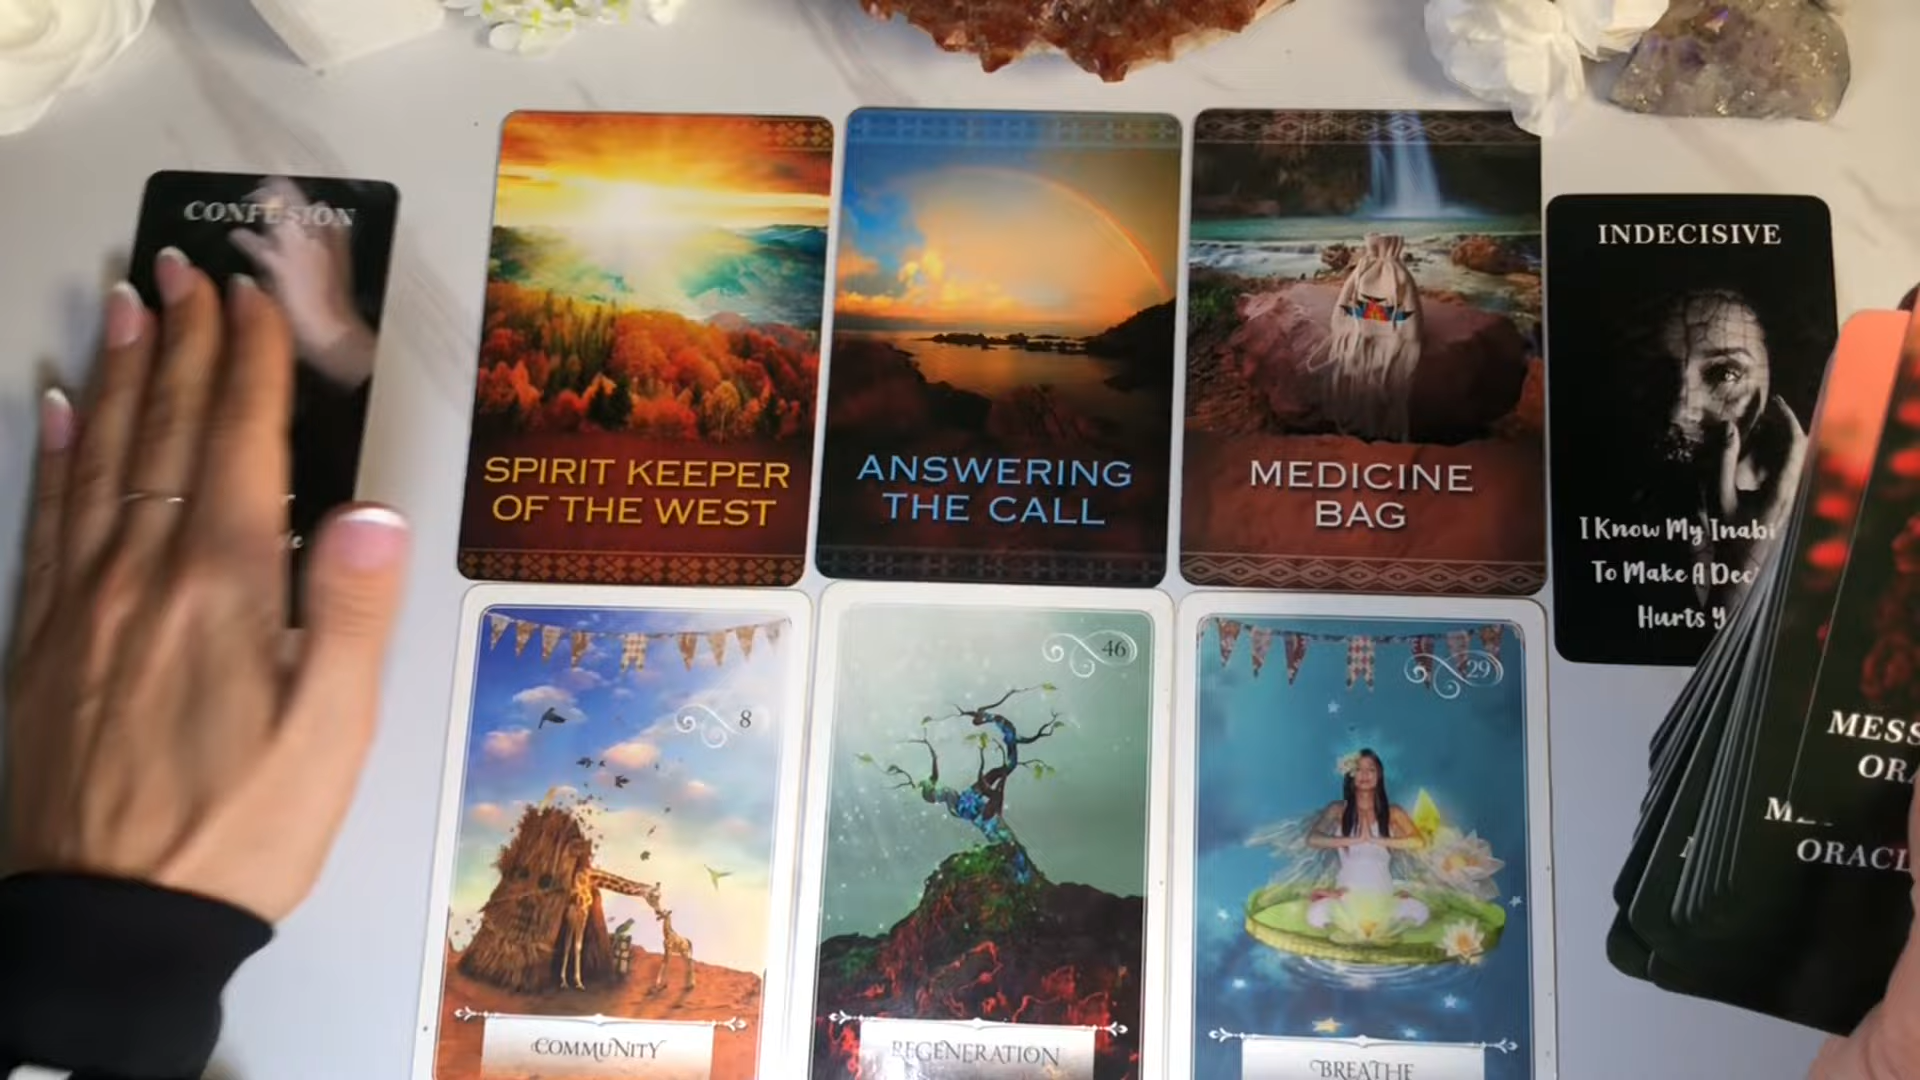 CONFUSION
SPIRIT KEEPER
OF THE WEST
ANSWERING
THE CALL
MEDICINE
BAG
INDECISIVE
I Know My Inabi
To Make A Dec
Hurts Y
8
46
29
COMMUNITY
REGENERATION
BREATHE
MESS
ORA
ORACL